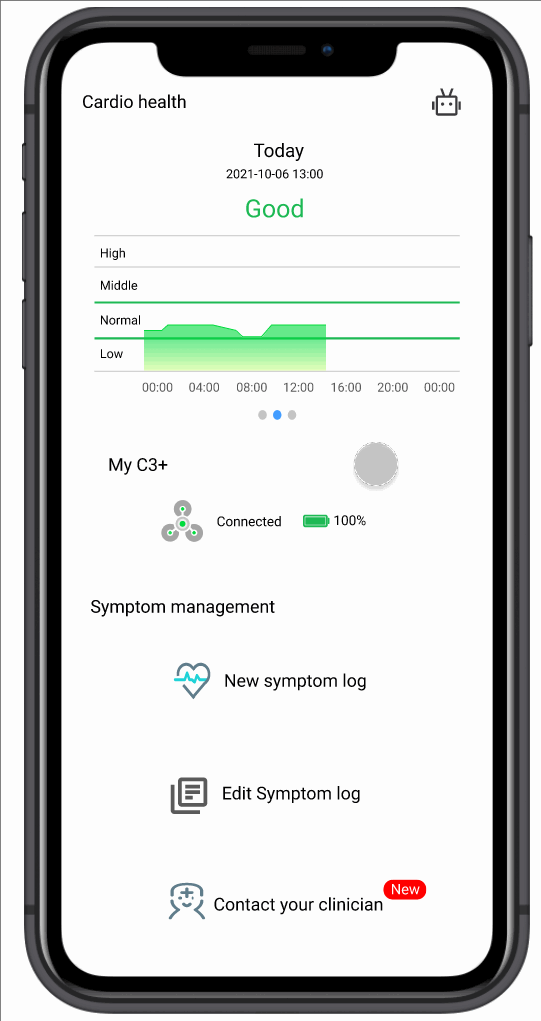 Cardio health
Today
2021-10-06 13:00
Good
High
Middle
Normal
Low
00:00 04:00 08:00 12:00 16:00 20:00 00:00
My C3+
Connected 100%
Symptom management
New symptom log
Edit Symptom log
New
Contact your clinician